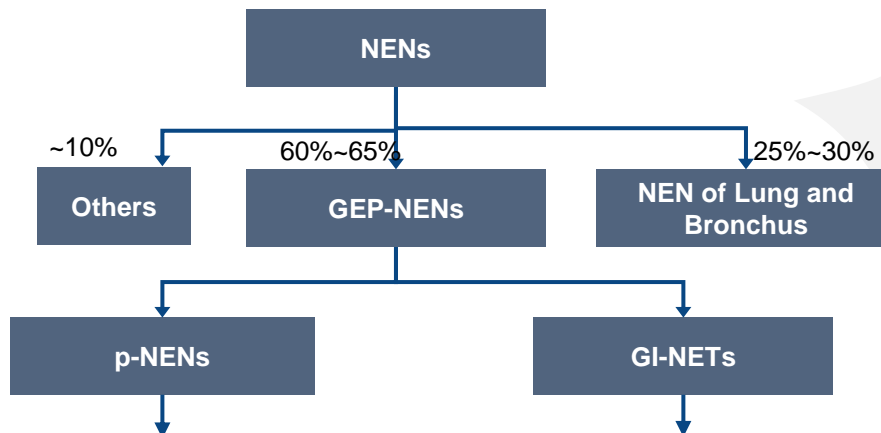 NENs
~10%
60%~65%
25%~30%
Others
GEP-NENs
NEN of Lung and
Bronchus
p-NENs
GI-NETs